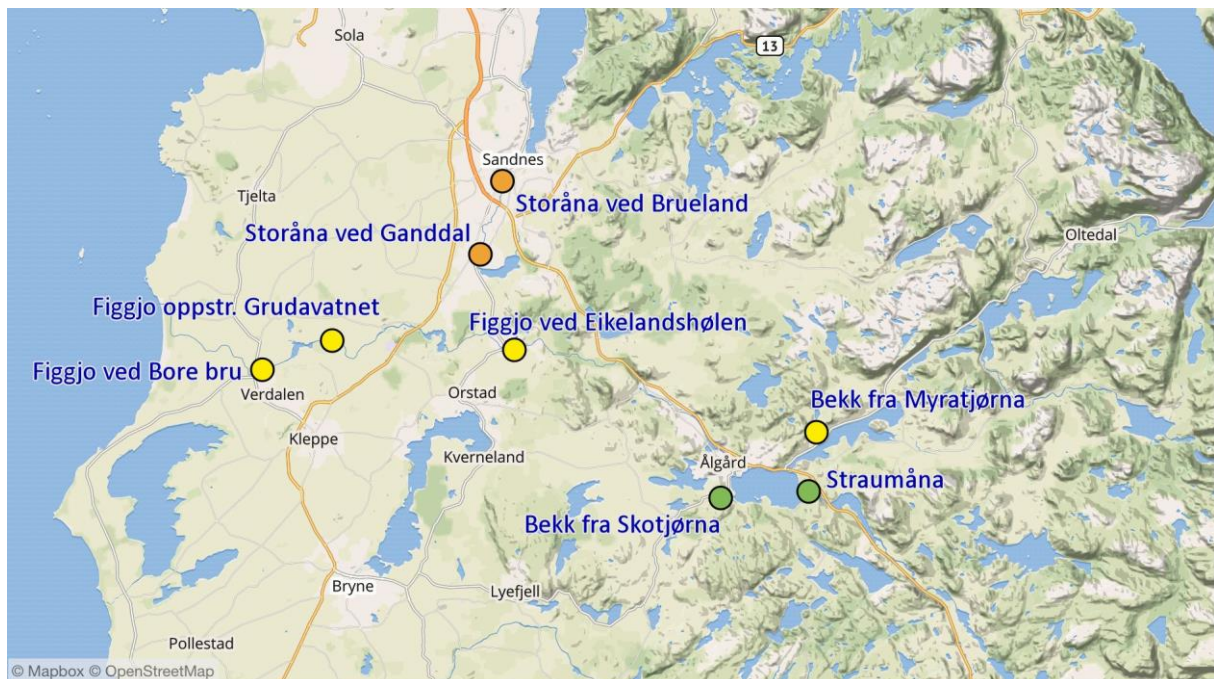 Sola
13
Sandnes
Storåna ved Brueland
Tjelta
Storåna ved Ganddal
Oltedal
Figgjo oppstr. Grudavatnet
Figgjo ved Eikelandshølen
Figgjo ved Bore bru
Verdalen
Orstad
Bekk fra Myratjørna
Kleppe
Kverneland
Ålgård
Straumåna
Bekk fra Skotjørna
Bryne
Lyefjell
Pollestad
© Mapbox © OpenStreetMap